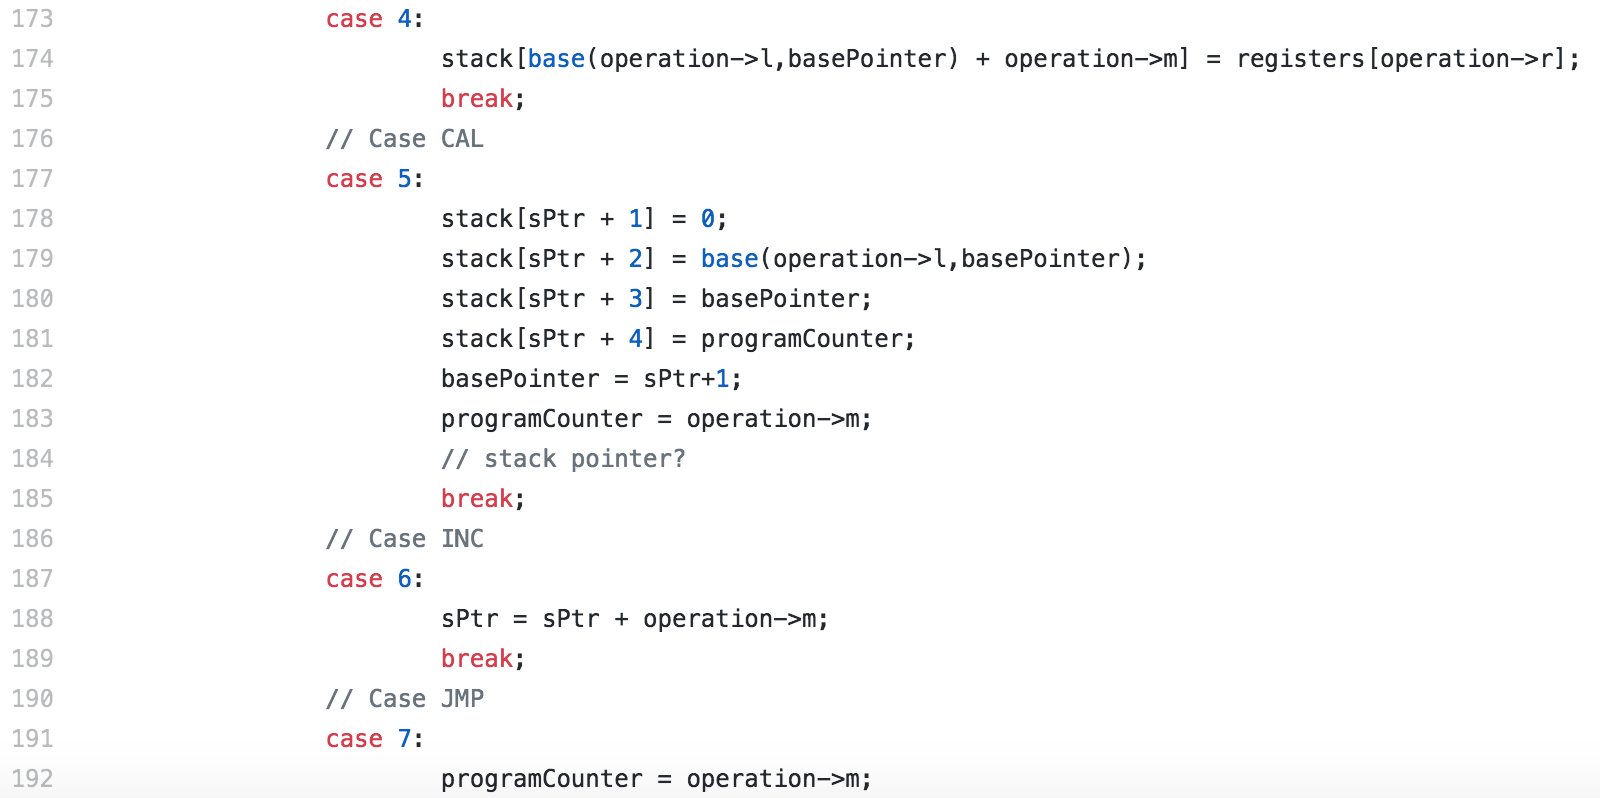 173 case 4:
174 stack[base(operation->l,basePointer) + operation->m] = registers[operation->r];
175 break;
176 // Case CAL
177 case 5:
178 stack[sPtr + 1] = 0;
179 stack[sPtr + 2] = base(operation->l,basePointer);
180 stack[sPtr + 3] = basePointer;
181 stack[sPtr + 4] = programCounter;
182 basePointer = sPtr+1;
183 programCounter = operation->m;
184 // stack pointer?
185 break;
186 // Case INC
187 case 6:
188 sPtr = sPtr + operation->m;
189 break;
190 // Case JMP
191 case 7:
192 programCounter = operation->m;